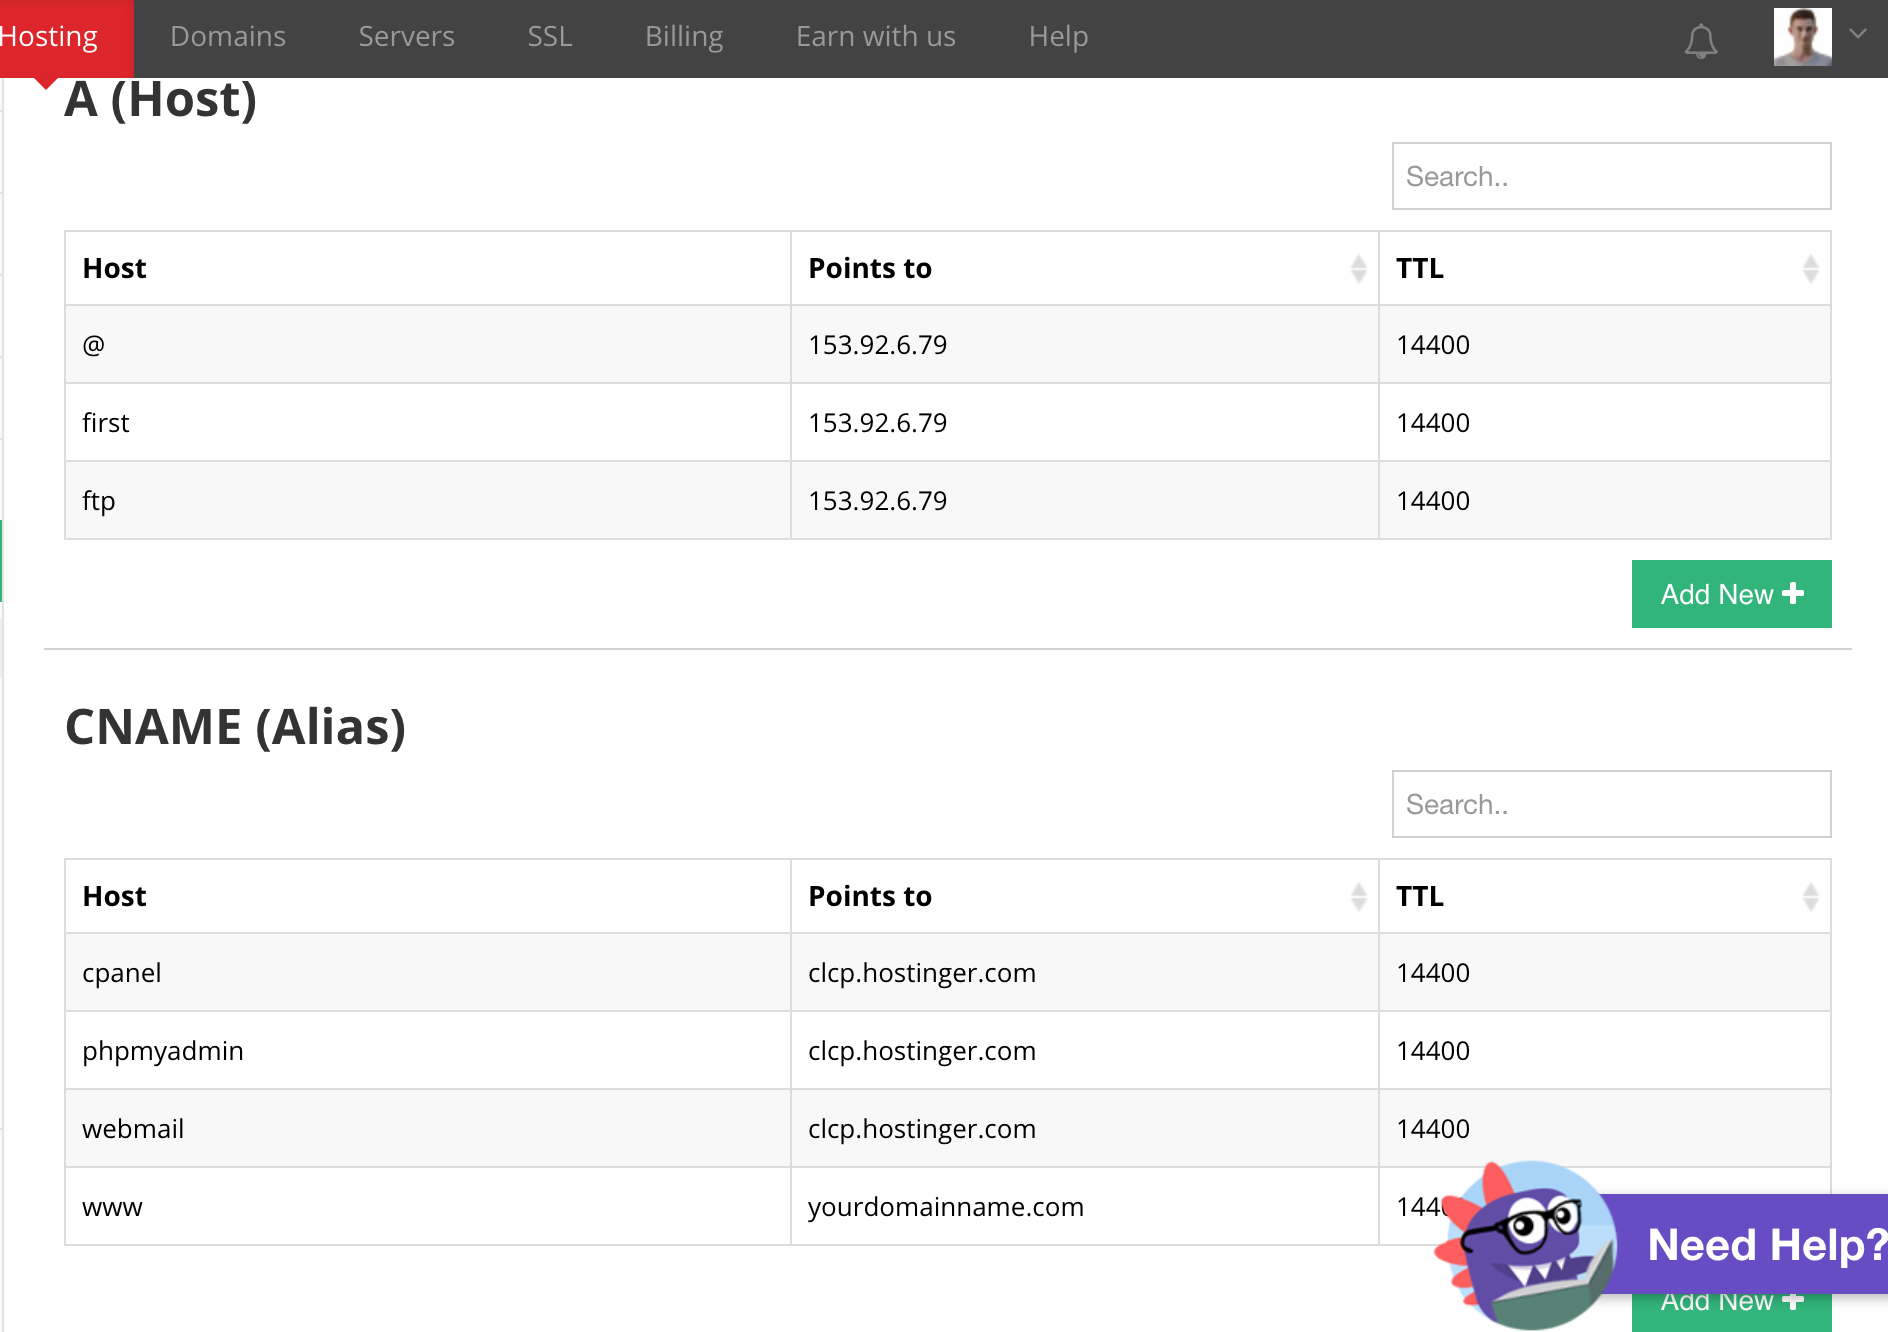 Hosting Domains Servers SSL Billing Earn with us Help
A (Host)
Search..
Host Points to TTL
@ 153.92.6.79 14400
first 153.92.6.79 14400
ftp 153.92.6.79 14400
Add New
CNAME (Alias)
Search..
Host Points to TTL
cpanel clcp.hostinger.com 14400
phpmyadmin clcp.hostinger.com 14400
webmail clcp.hostinger.com 14400
www yourdomainname.com
Need Help?
Add New